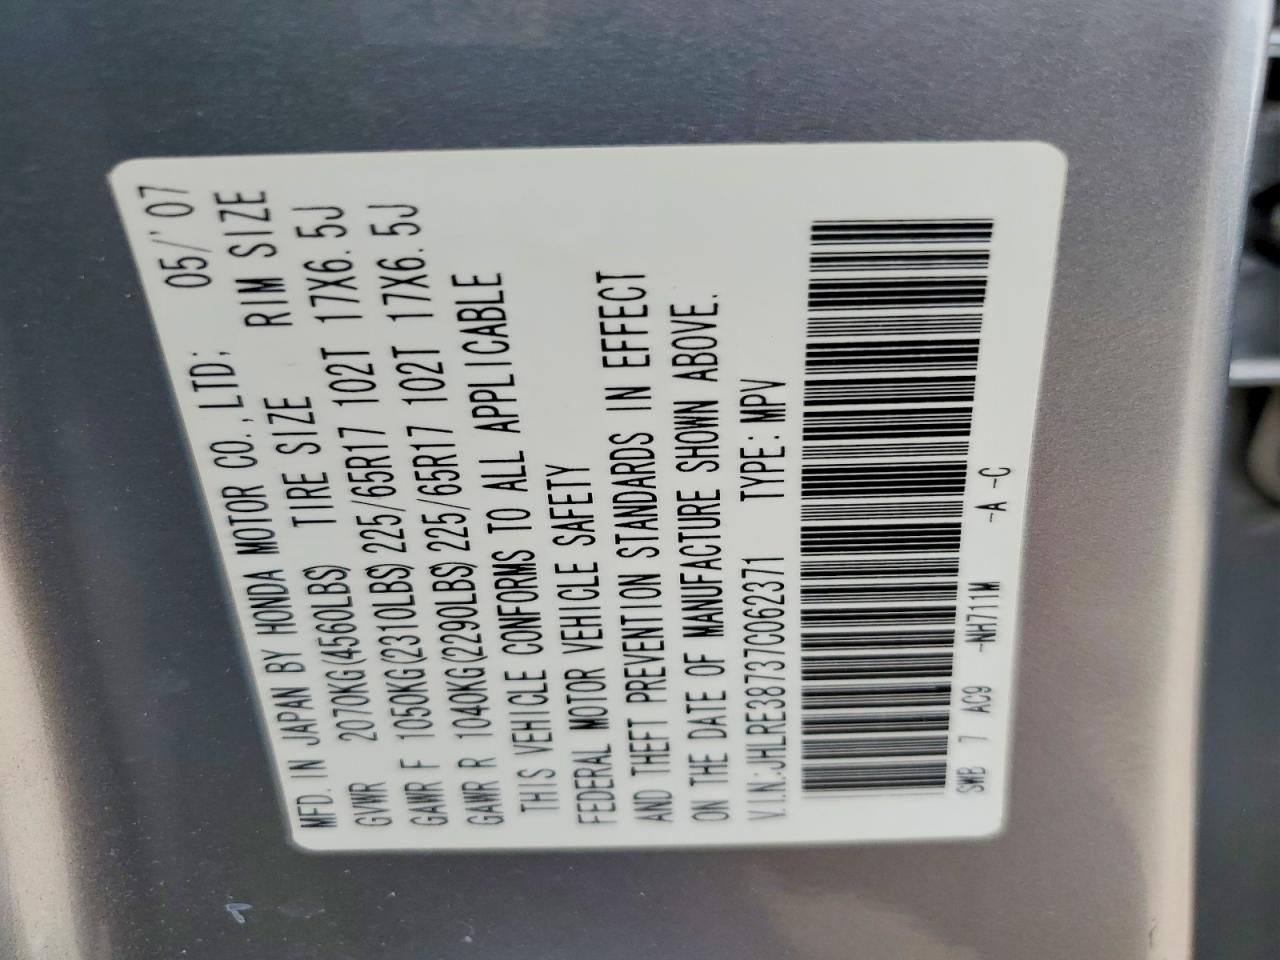 MFD. IN JAPAN BY HONDA MOTOR CO., LTD; 05/'07
GVWR 2070KG(4560LBS) TIRE SIZE RIM SIZE
GAWR F 1050KG(2310LBS) 225/65R17 102T 17X6.5J
GAWR R 1040KG(2290LBS) 225/65R17 102T 17X6.5J
THIS VEHICLE CONFORMS TO ALL APPLICABLE
FEDERAL MOTOR VEHICLE SAFETY
AND THEFT PREVENTION STANDARDS IN EFFECT
ON THE DATE OF MANUFACTURE SHOWN ABOVE.
V.I.N.:JHLRE38737C062371 TYPE: MPV
SWB 7 AC9 -NH711M -A -C